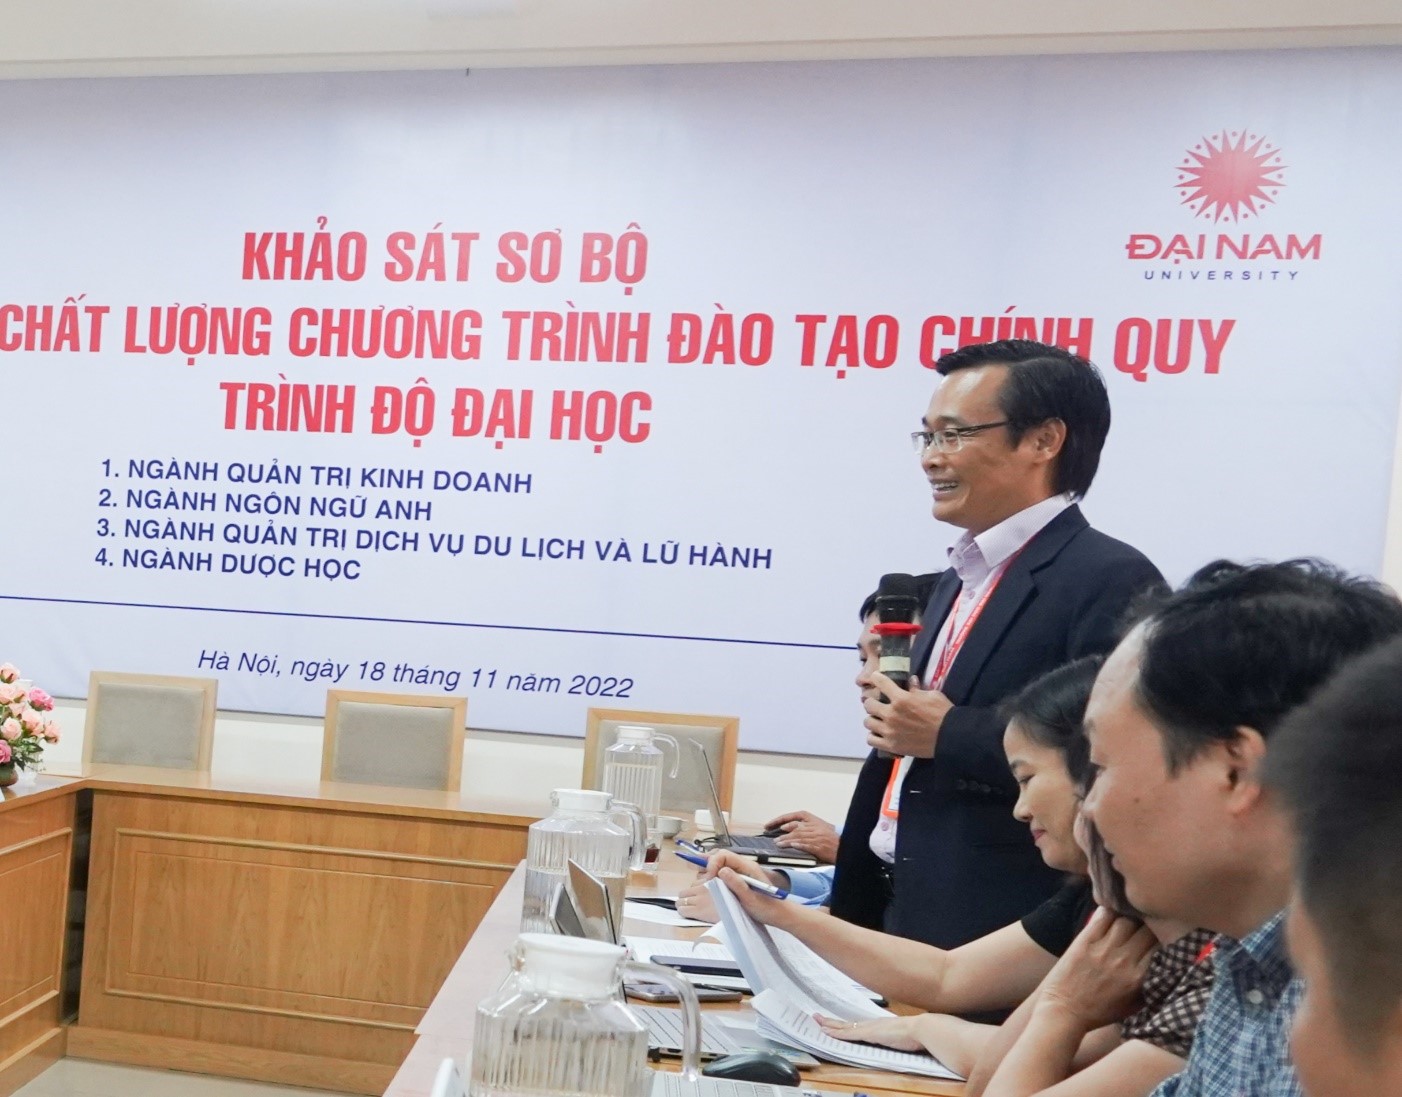 KHẢO SÁT SƠ BỘ
CHẤT LƯỢNG CHƯƠNG TRÌNH ĐÀO TẠO CHÍNH QUY
TRÌNH ĐỘ ĐẠI HỌC
1. NGÀNH QUẢN TRỊ KINH DOANH
2. NGÀNH NGÔN NGỮ ANH
3. NGÀNH QUẢN TRỊ DỊCH VỤ DU LỊCH VÀ LỮ HÀNH
4. NGÀNH DƯỢC HỌC
Hà Nội, ngày 18 tháng 11 năm 2022
ĐẠI NAM
UNIVERSITY